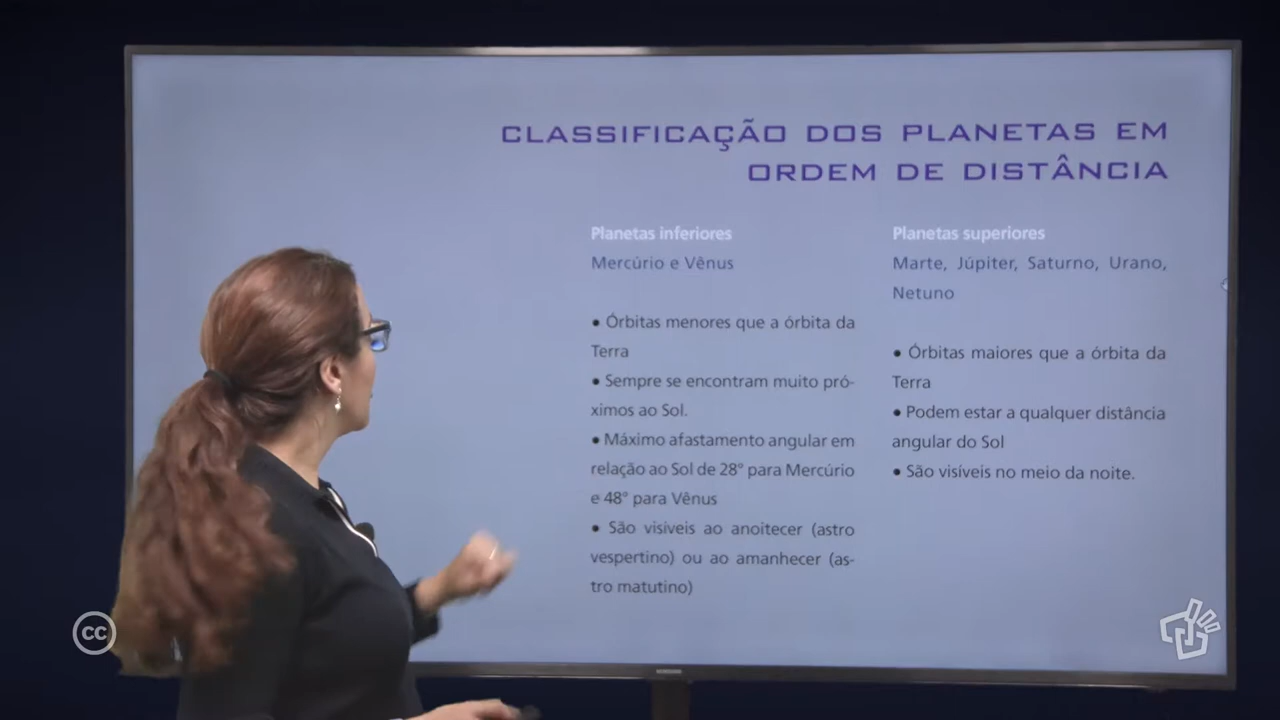 CLASSIFICAÇÃO DOS PLANETAS EM
ORDEM DE DISTÂNCIA
Planetas inferiores
Mercúrio e Vênus
• Órbitas menores que a órbita da
Terra
• Sempre se encontram muito pró-
ximos ao Sol.
• Máximo afastamento angular em
relação ao Sol de 28° para Mercúrio
e 48° para Vênus
• São visíveis ao anoitecer (astro
vespertino) ou ao amanhecer (as-
tro matutino)
Planetas superiores
Marte, Júpiter, Saturno, Urano,
Netuno
• Órbitas maiores que a órbita da
Terra
• Podem estar a qualquer distância
angular do Sol
• São visíveis no meio da noite.
cc